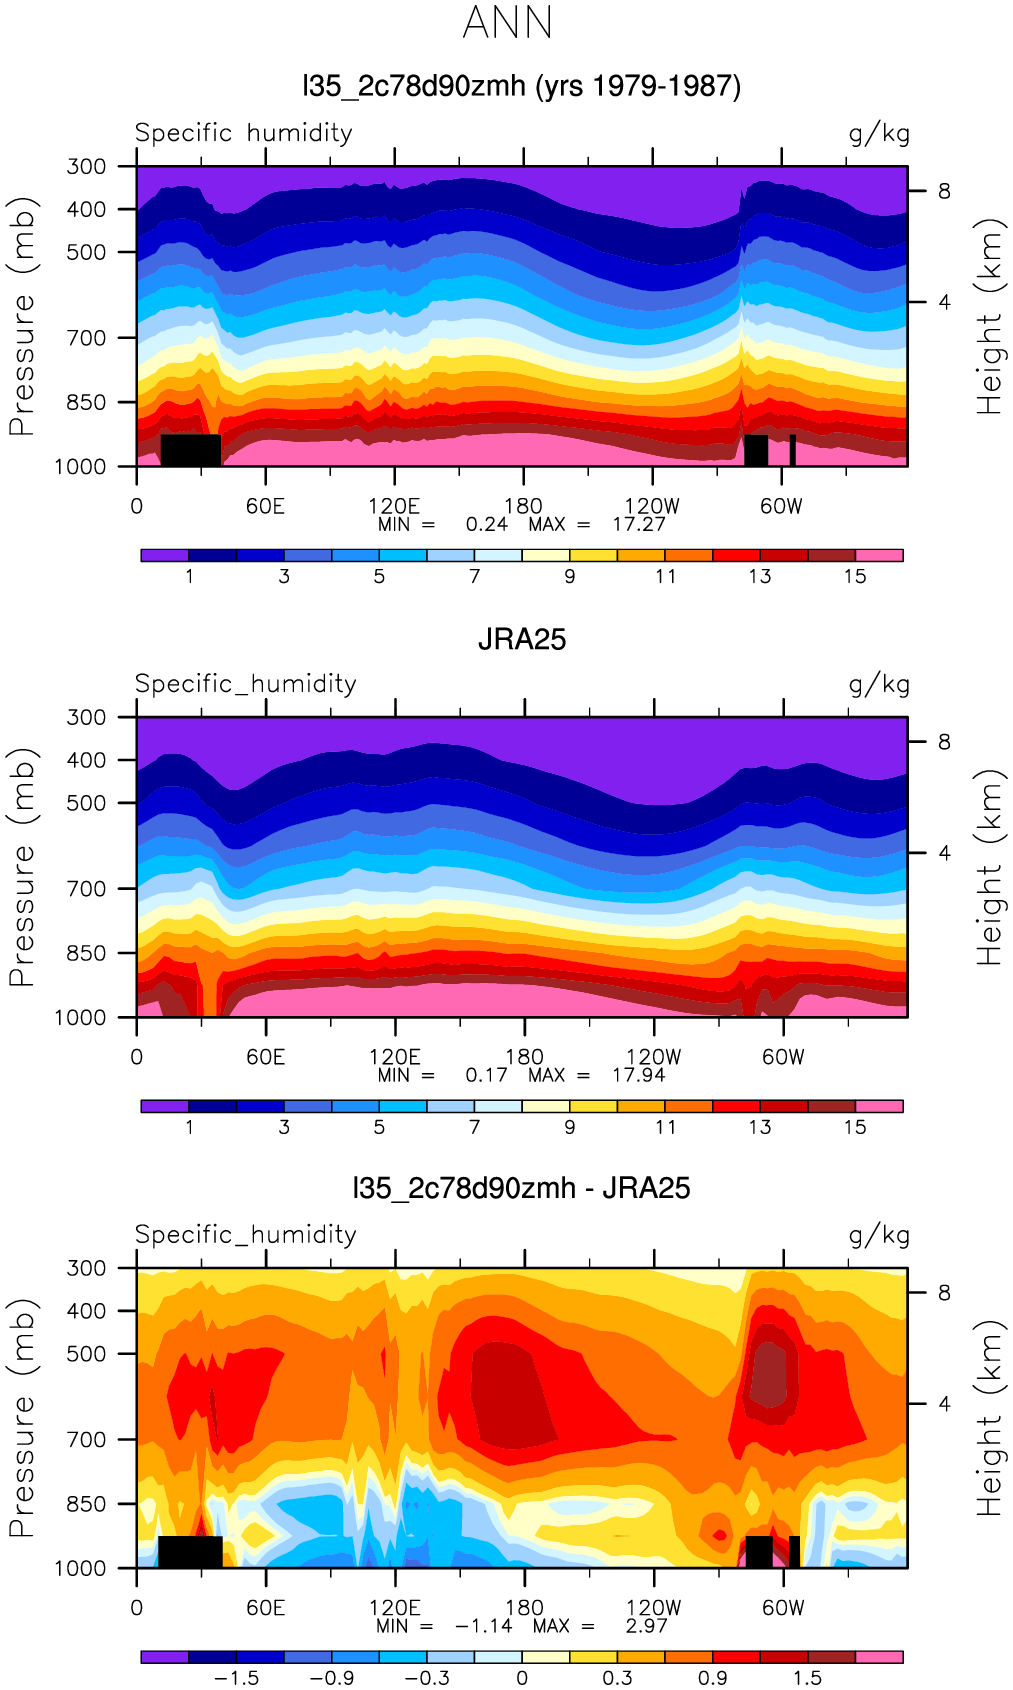 ANN
l35_2c78d90zmh (yrs 1979-1987)
Specific humidity g/kg
300
400
500
700
850
1000
Pressure (mb)
8
4
Height (km)
0 60E 120E 180 120W 60W
MIN = 0.24 MAX = 17.27
1 3 5 7 9 11 13 15
JRA25
Specific_humidity g/kg
300
400
500
700
850
1000
Pressure (mb)
8
4
Height (km)
0 60E 120E 180 120W 60W
MIN = 0.17 MAX = 17.94
1 3 5 7 9 11 13 15
l35_2c78d90zmh - JRA25
Specific_humidity g/kg
300
400
500
700
850
1000
Pressure (mb)
8
4
Height (km)
0 60E 120E 180 120W 60W
MIN = -1.14 MAX = 2.97
-1.5 -0.9 -0.3 0 0.3 0.9 1.5